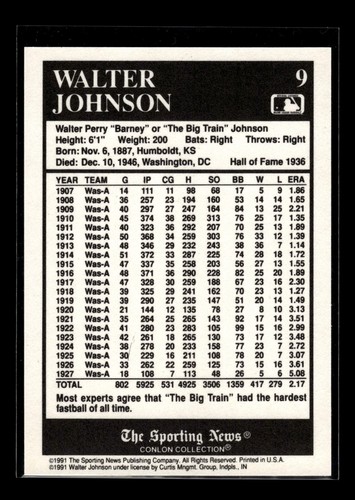 WALTER
JOHNSON
9
Walter Perry "Barney" or "The Big Train" Johnson
Height: 6'1" Weight: 200 Bats: Right Throws: Right
Born: Nov. 6, 1887, Humboldt, KS
Died: Dec. 10, 1946, Washington, DC Hall of Fame 1936
YEAR TEAM G IP CG H SO BB W L ERA
1907 Was-A 14 111 11 98 68 17 5 9 1.86
1908 Was-A 36 257 23 194 160 53 14 14 1.65
1909 Was-A 40 297 27 247 164 84 13 25 2.21
1910 Was-A 45 374 38 269 313 76 25 17 1.35
1911 Was-A 40 323 36 292 207 70 25 13 1.89
1912 Was-A 50 368 34 259 303 76 33 12 1.39
1913 Was-A 48 346 29 232 243 38 36 7 1.14
1914 Was-A 51 372 33 287 225 74 28 18 1.72
1915 Was-A 47 337 35 258 203 56 27 13 1.55
1916 Was-A 48 371 36 290 228 82 25 20 1.89
1917 Was-A 47 328 30 259 188 67 23 16 2.30
1918 Was-A 39 325 29 241 162 70 23 13 1.27
1919 Was-A 39 290 27 235 147 51 20 14 1.49
1920 Was-A 21 144 12 135 78 27 8 10 3.13
1921 Was-A 35 264 25 265 143 92 17 14 3.51
1922 Was-A 41 280 23 283 105 99 15 16 2.99
1923 Was-A 42 261 18 265 130 73 17 12 3.48
1924 Was-A 38 278 20 233 158 77 23 7 2.72
1925 Was-A 30 229 16 211 108 78 20 7 3.07
1926 Was-A 33 262 22 259 125 73 15 16 3.61
1927 Was-A 18 108 7 113 48 26 5 6 5.08
TOTAL 802 5925 531 4925 3506 1359 417 279 2.17
Most experts agree that "The Big Train" had the hardest
fastball of all time.
The Sporting News®
CONLON COLLECTION®
©1991 The Sporting News Publishing Company. All Rights Reserved. Printed in U.S.A.
©1991 Walter Johnson under license by Curtis Mngmt. Group, Indpls., IN